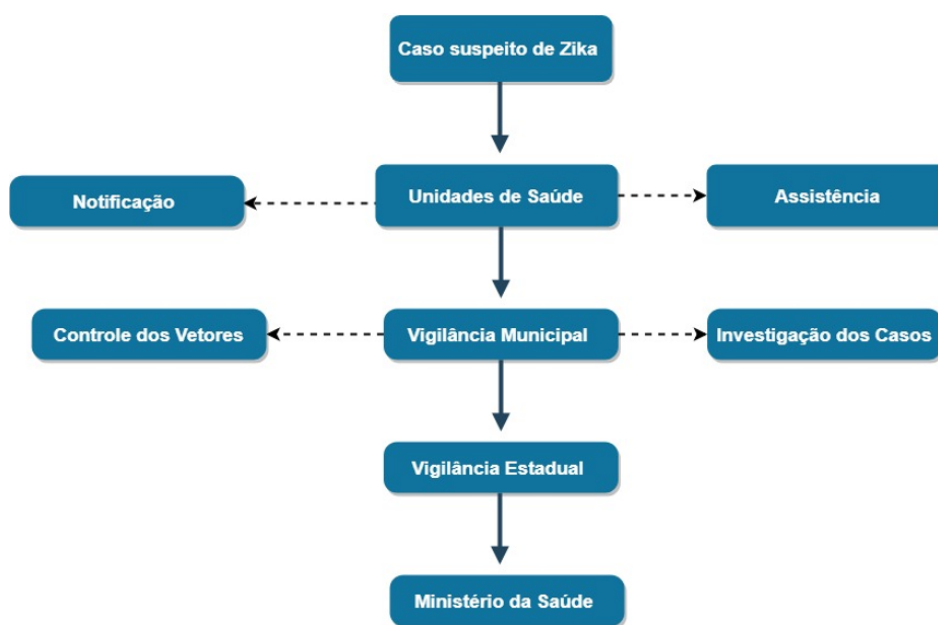 Caso suspeito de Zika
Notificação
Unidades de Saúde
Assistência
Controle dos Vetores
Vigilância Municipal
Investigação dos Casos
Vigilância Estadual
Ministério da Saúde